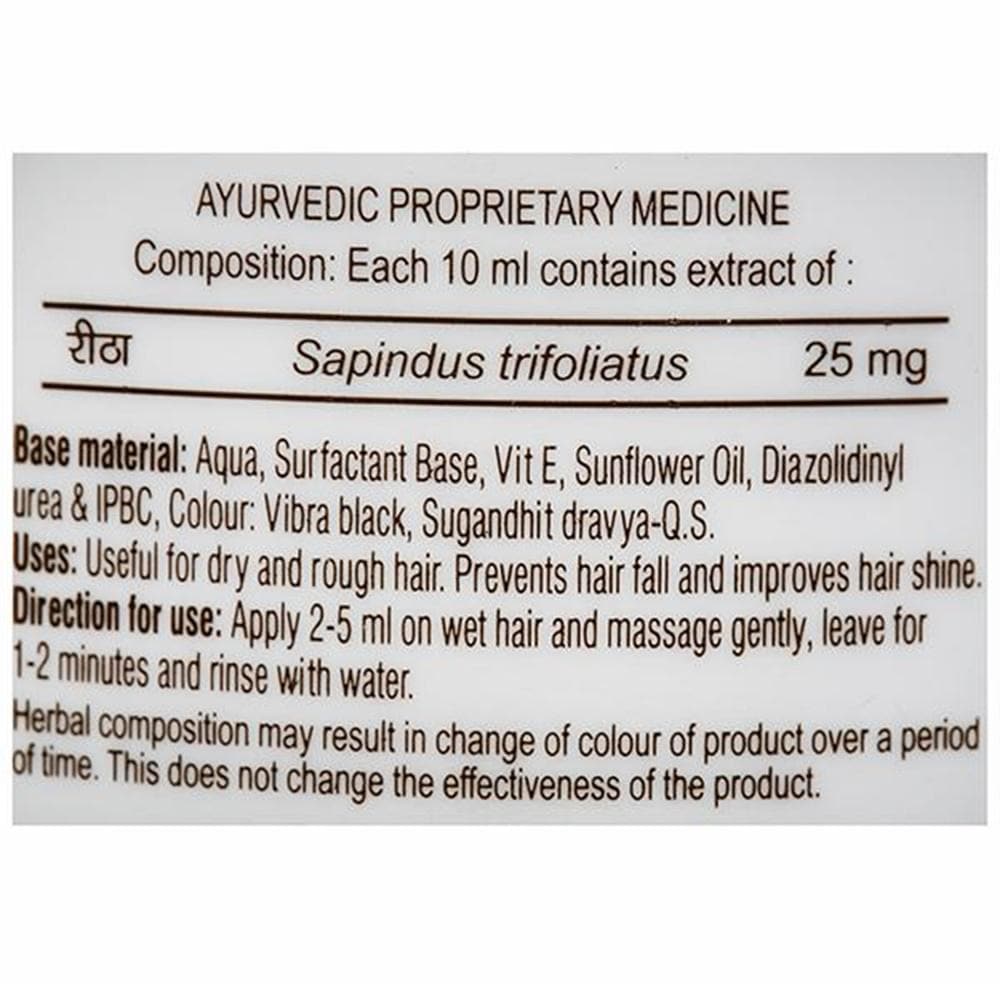 AYURVEDIC PROPRIETARY MEDICINE
Composition: Each 10 ml contains extract of :
रीठा Sapindus trifoliatus 25 mg
Base material: Aqua, Surfactant Base, Vit E, Sunflower Oil, Diazolidinyl
urea & IPBC, Colour: Vibra black, Sugandhit dravya-Q.S.
Uses: Useful for dry and rough hair. Prevents hair fall and improves hair shine.
Direction for use: Apply 2-5 ml on wet hair and massage gently, leave for
1-2 minutes and rinse with water.
Herbal composition may result in change of colour of product over a period
of time. This does not change the effectiveness of the product.